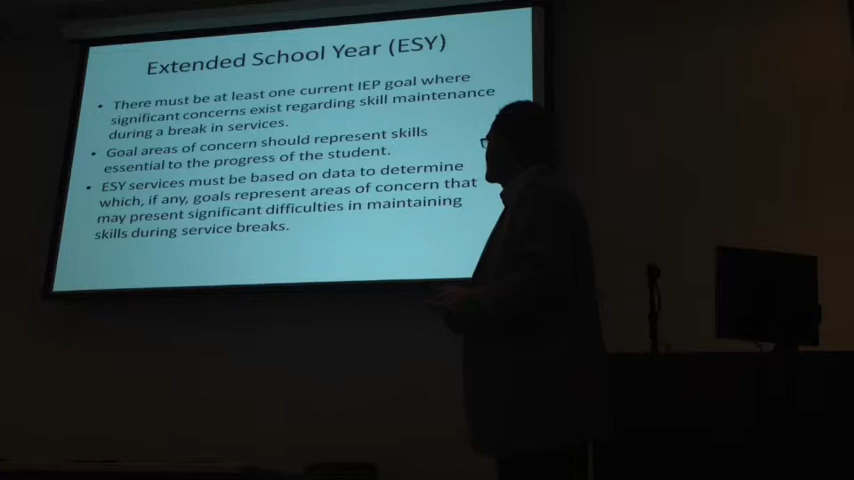 Extended School Year (ESY)
• There must be at least one current IEP goal where
significant concerns exist regarding skill maintenance
during a break in services.
• Goal areas of concern should represent skills
essential to the progress of the student.
• ESY services must be based on data to determine
which, if any, goals represent areas of concern that
may present significant difficulties in maintaining
skills during service breaks.